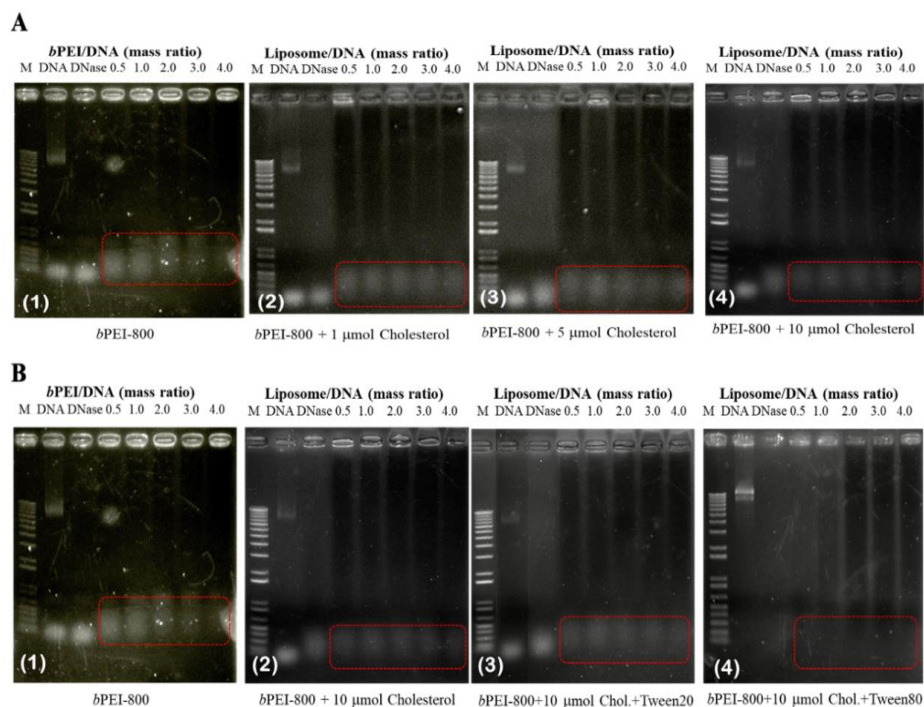 A
bPEI/DNA (mass ratio)
M DNA DNase 0.5 1.0 2.0 3.0 4.0
(1)
bPEI-800
Liposome/DNA (mass ratio)
M DNA DNase 0.5 1.0 2.0 3.0 4.0
(2)
bPEI-800 + 1 μmol Cholesterol
Liposome/DNA (mass ratio)
M DNA DNase 0.5 1.0 2.0 3.0 4.0
(3)
bPEI-800 + 5 μmol Cholesterol
Liposome/DNA (mass ratio)
M DNA DNase 0.5 1.0 2.0 3.0 4.0
(4)
bPEI-800 + 10 μmol Cholesterol
B
bPEI/DNA (mass ratio)
M DNA DNase 0.5 1.0 2.0 3.0 4.0
(1)
bPEI-800
Liposome/DNA (mass ratio)
M DNA DNase 0.5 1.0 2.0 3.0 4.0
(2)
bPEI-800 + 10 μmol Cholesterol
Liposome/DNA (mass ratio)
M DNA DNase 0.5 1.0 2.0 3.0 4.0
(3)
bPEI-800+10 μmol Chol.+Tween20
Liposome/DNA (mass ratio)
M DNA DNase 0.5 1.0 2.0 3.0 4.0
(4)
bPEI-800+10 μmol Chol.+Tween80